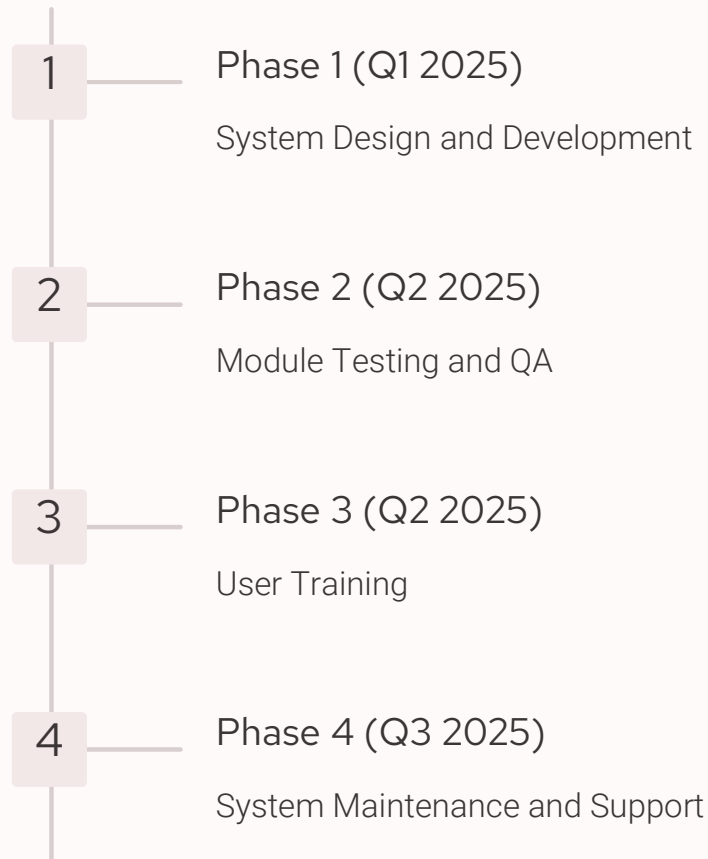 1
Phase 1 (Q1 2025)
System Design and Development
2
Phase 2 (Q2 2025)
Module Testing and QA
3
Phase 3 (Q2 2025)
User Training
4
Phase 4 (Q3 2025)
System Maintenance and Support